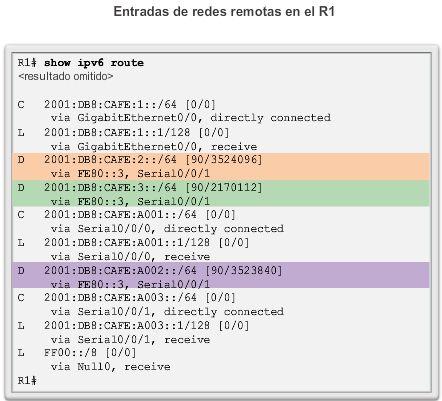 Entradas de redes remotas en el R1
R1# show ipv6 route
<resultado omitido>
C 2001:DB8:CAFE:1::/64 [0/0]
via GigabitEthernet0/0, directly connected
L 2001:DB8:CAFE:1::1/128 [0/0]
via GigabitEthernet0/0, receive
D 2001:DB8:CAFE:2::/64 [90/3524096]
via FE80::3, Serial0/0/1
D 2001:DB8:CAFE:3::/64 [90/2170112]
via FE80::3, Serial0/0/1
C 2001:DB8:CAFE:A001::/64 [0/0]
via Serial0/0/0, directly connected
L 2001:DB8:CAFE:A001::1/128 [0/0]
via Serial0/0/0, receive
D 2001:DB8:CAFE:A002::/64 [90/3523840]
via FE80::3, Serial0/0/1
C 2001:DB8:CAFE:A003::/64 [0/0]
via Serial0/0/1, directly connected
L 2001:DB8:CAFE:A003::1/128 [0/0]
via Serial0/0/1, receive
L FF00::/8 [0/0]
via Null0, receive
R1#